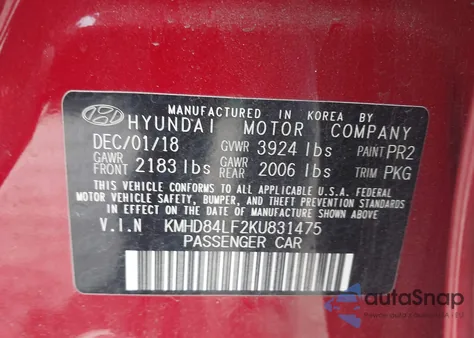 MANUFACTURED IN KOREA BY
HYUNDAI MOTOR COMPANY
DEC/01/18 GVWR 3924 lbs PAINT PR2
GAWR FRONT 2183 lbs GAWR REAR 2006 lbs TRIM PKG
THIS VEHICLE CONFORMS TO ALL APPLICABLE U.S.A. FEDERAL
MOTOR VEHICLE SAFETY, BUMPER, AND THEFT PREVENTION STANDARDS
IN EFFECT ON THE DATE OF MANUFACTURE SHOWN ABOVE.
V.I.N KMHD84LF2KU831475
PASSENGER CAR
autoSnap